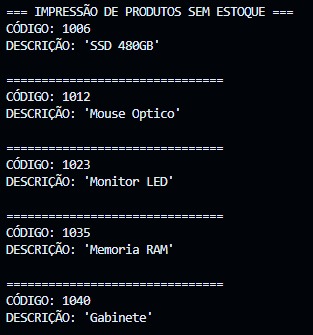 === IMPRESSÃO DE PRODUTOS SEM ESTOQUE ===
CÓDIGO: 1006
DESCRIÇÃO: 'SSD 480GB'
===============================
CÓDIGO: 1012
DESCRIÇÃO: 'Mouse Optico'
===============================
CÓDIGO: 1023
DESCRIÇÃO: 'Monitor LED'
===============================
CÓDIGO: 1035
DESCRIÇÃO: 'Memoria RAM'
===============================
CÓDIGO: 1040
DESCRIÇÃO: 'Gabinete'